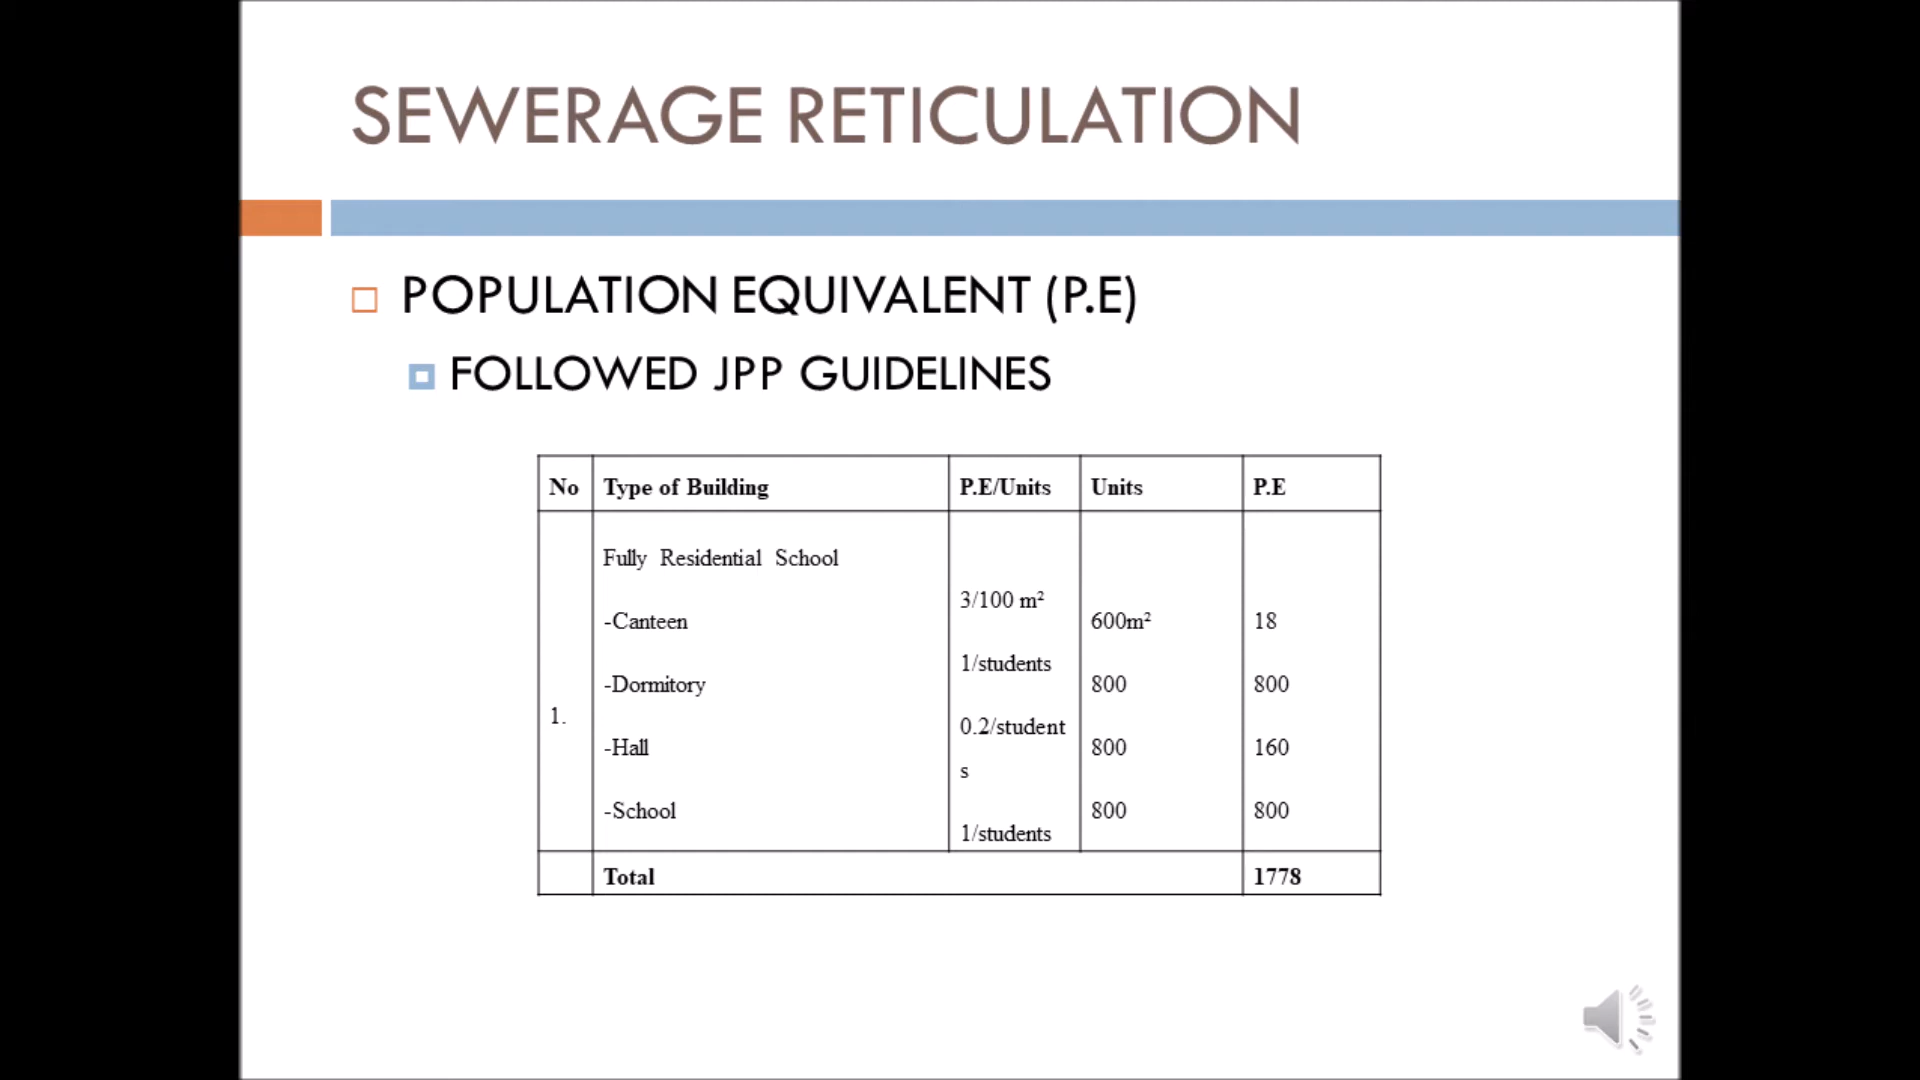 SEWERAGE RETICULATION
POPULATION EQUIVALENT (P.E)
FOLLOWED JPP GUIDELINES
No Type of Building P.E/Units Units P.E
1.
Fully Residential School
-Canteen
-Dormitory
-Hall
-School
3/100 m²
1/students
0.2/student
s
1/students
600m²
800
800
800
18
800
160
800
Total 1778